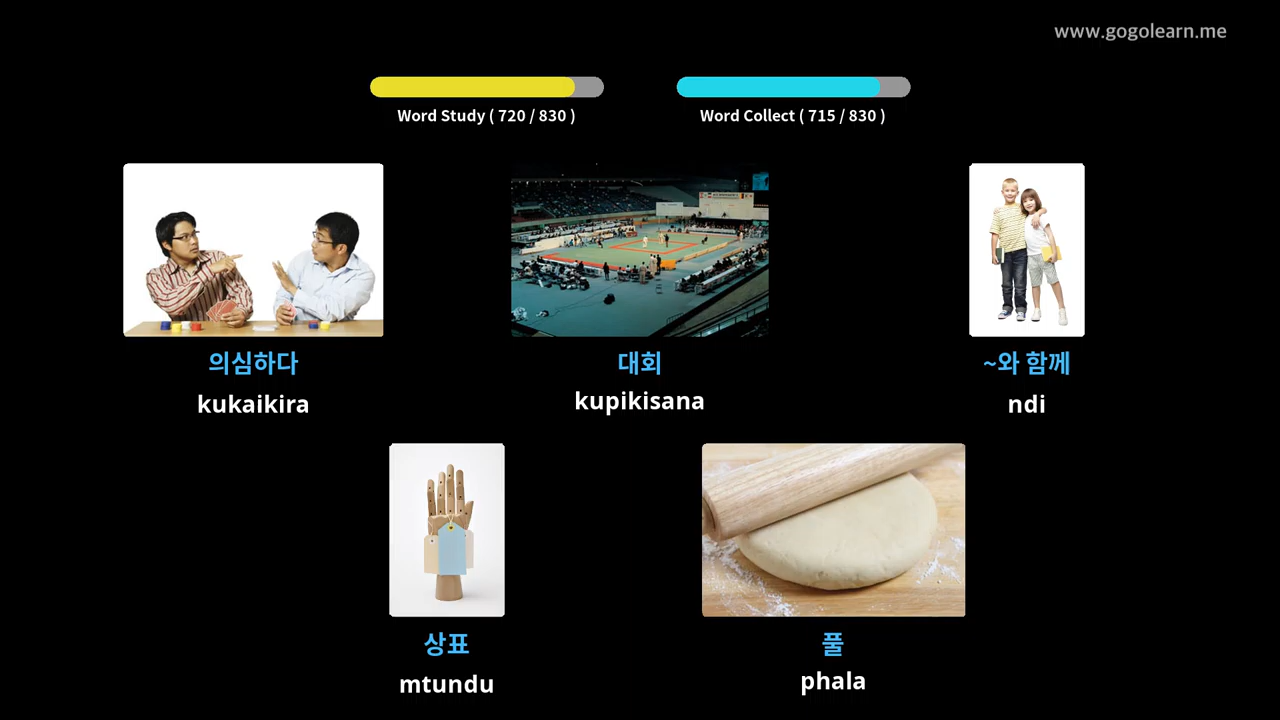 www.gogolearn.me
Word Study ( 720 / 830 )
Word Collect ( 715 / 830 )
의심하다
kukaikira
대회
kupikisana
~와 함께
ndi
상표
mtundu
풀
phala